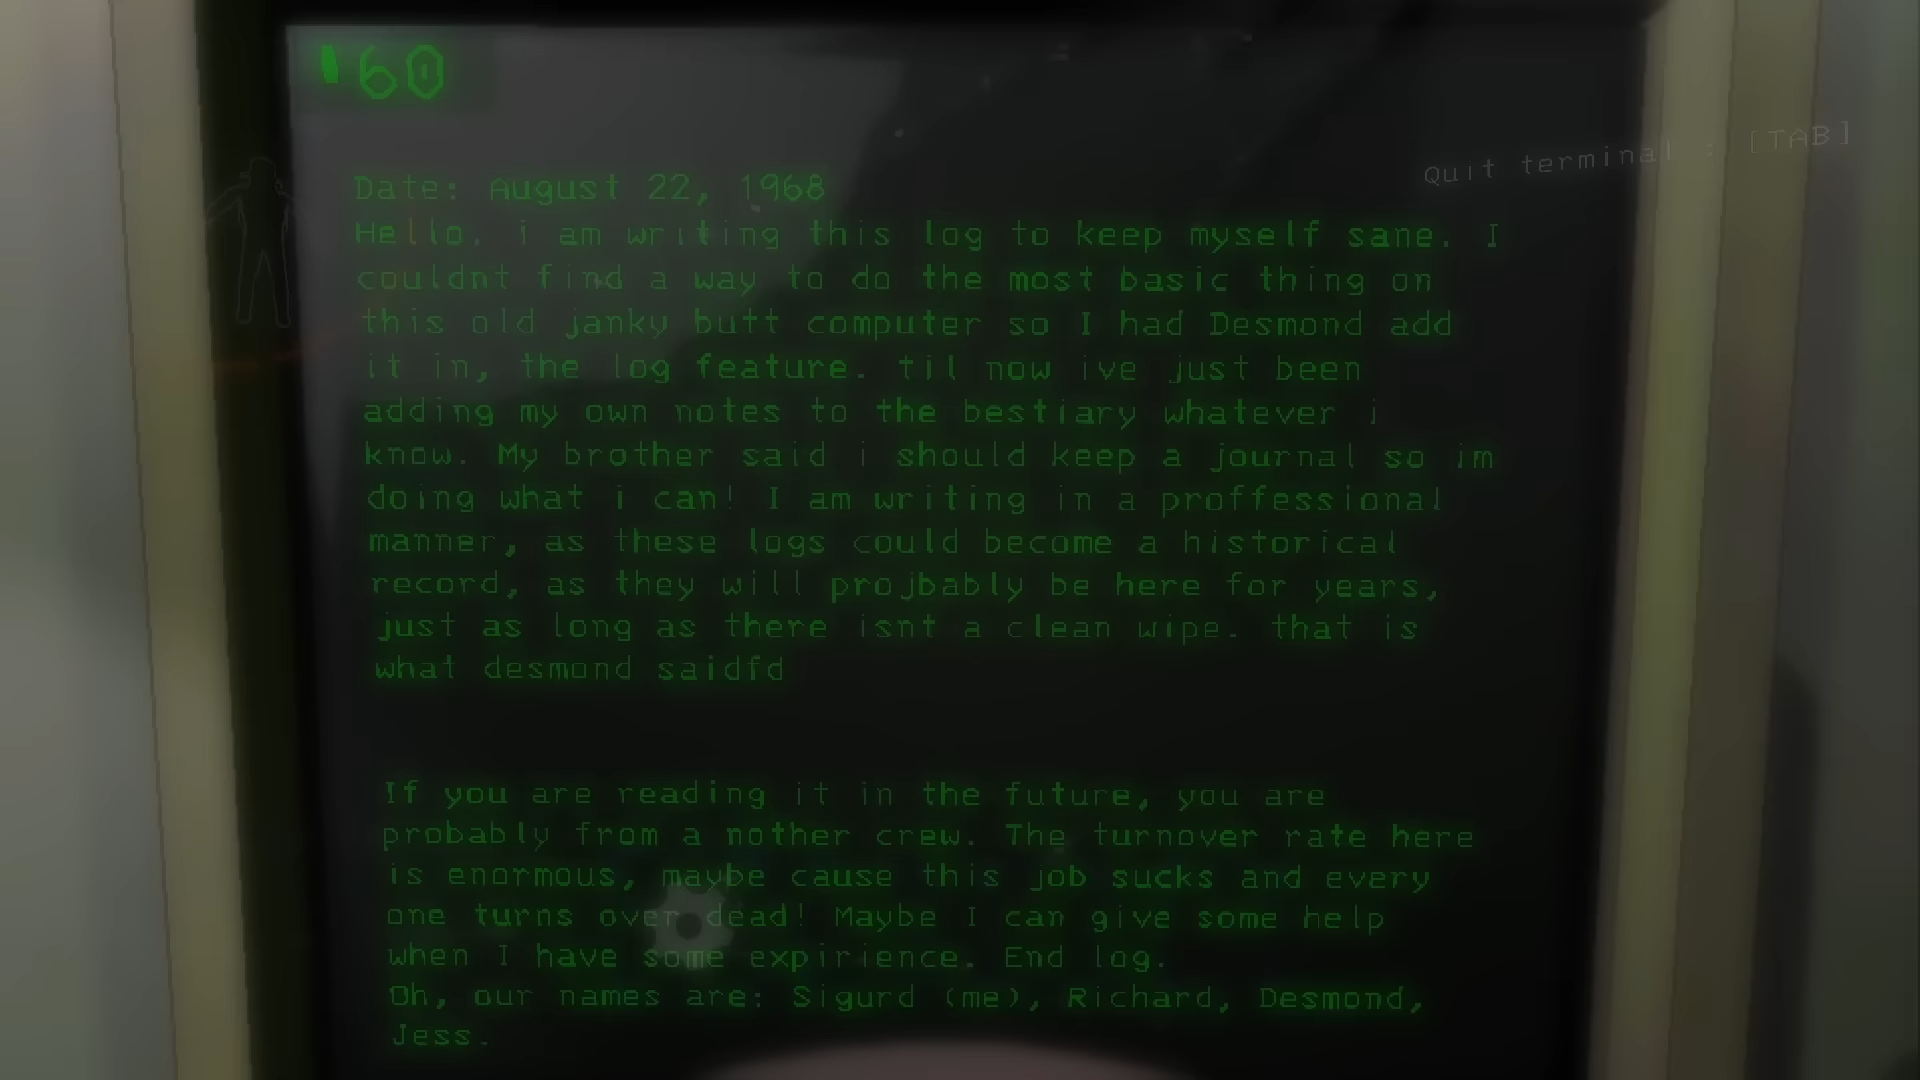 ▮60
Quit terminal : [TAB]
Date: August 22, 1968
Hello. i am writing this log to keep myself sane. I
couldnt find a way to do the most basic thing on
this old janky butt computer so I had Desmond add
it in, the log feature. til now ive just been
adding my own notes to the bestiary whatever i
know. My brother said i should keep a journal so im
doing what i can! I am writing in a proffessional
manner, as these logs could become a historical
record, as they will projbably be here for years,
just as long as there isnt a clean wipe. that is
what desmond saidfd
If you are reading it in the future, you are
probably from a nother crew. The turnover rate here
is enormous, maybe cause this job sucks and every
one turns over dead! Maybe I can give some help
when I have some expirience. End log.
Oh, our names are: Sigurd (me), Richard, Desmond,
Jess.